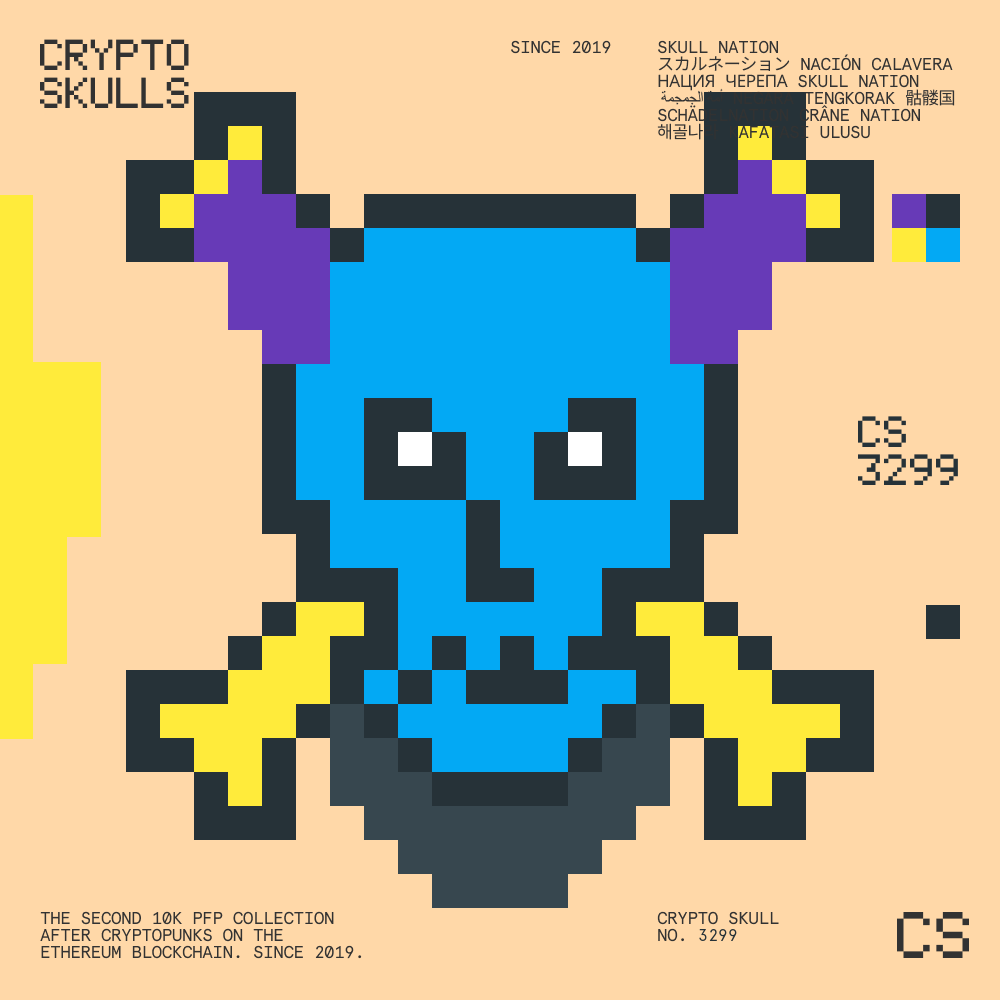 CRYPTO
SKULLS
SINCE 2019
SKULL NATION
スカルネーション NACIÓN CALAVERA
НАЦИЯ ЧЕРЕПА SKULL NATION
الجمجمة TENGKORAK 骷髅国
SCHÄD CRÂNE NATION
해골나 AFA ULUSU
CS
3299
THE SECOND 10K PFP COLLECTION
AFTER CRYPTOPUNKS ON THE
ETHEREUM BLOCKCHAIN. SINCE 2019.
CRYPTO SKULL
NO. 3299
CS